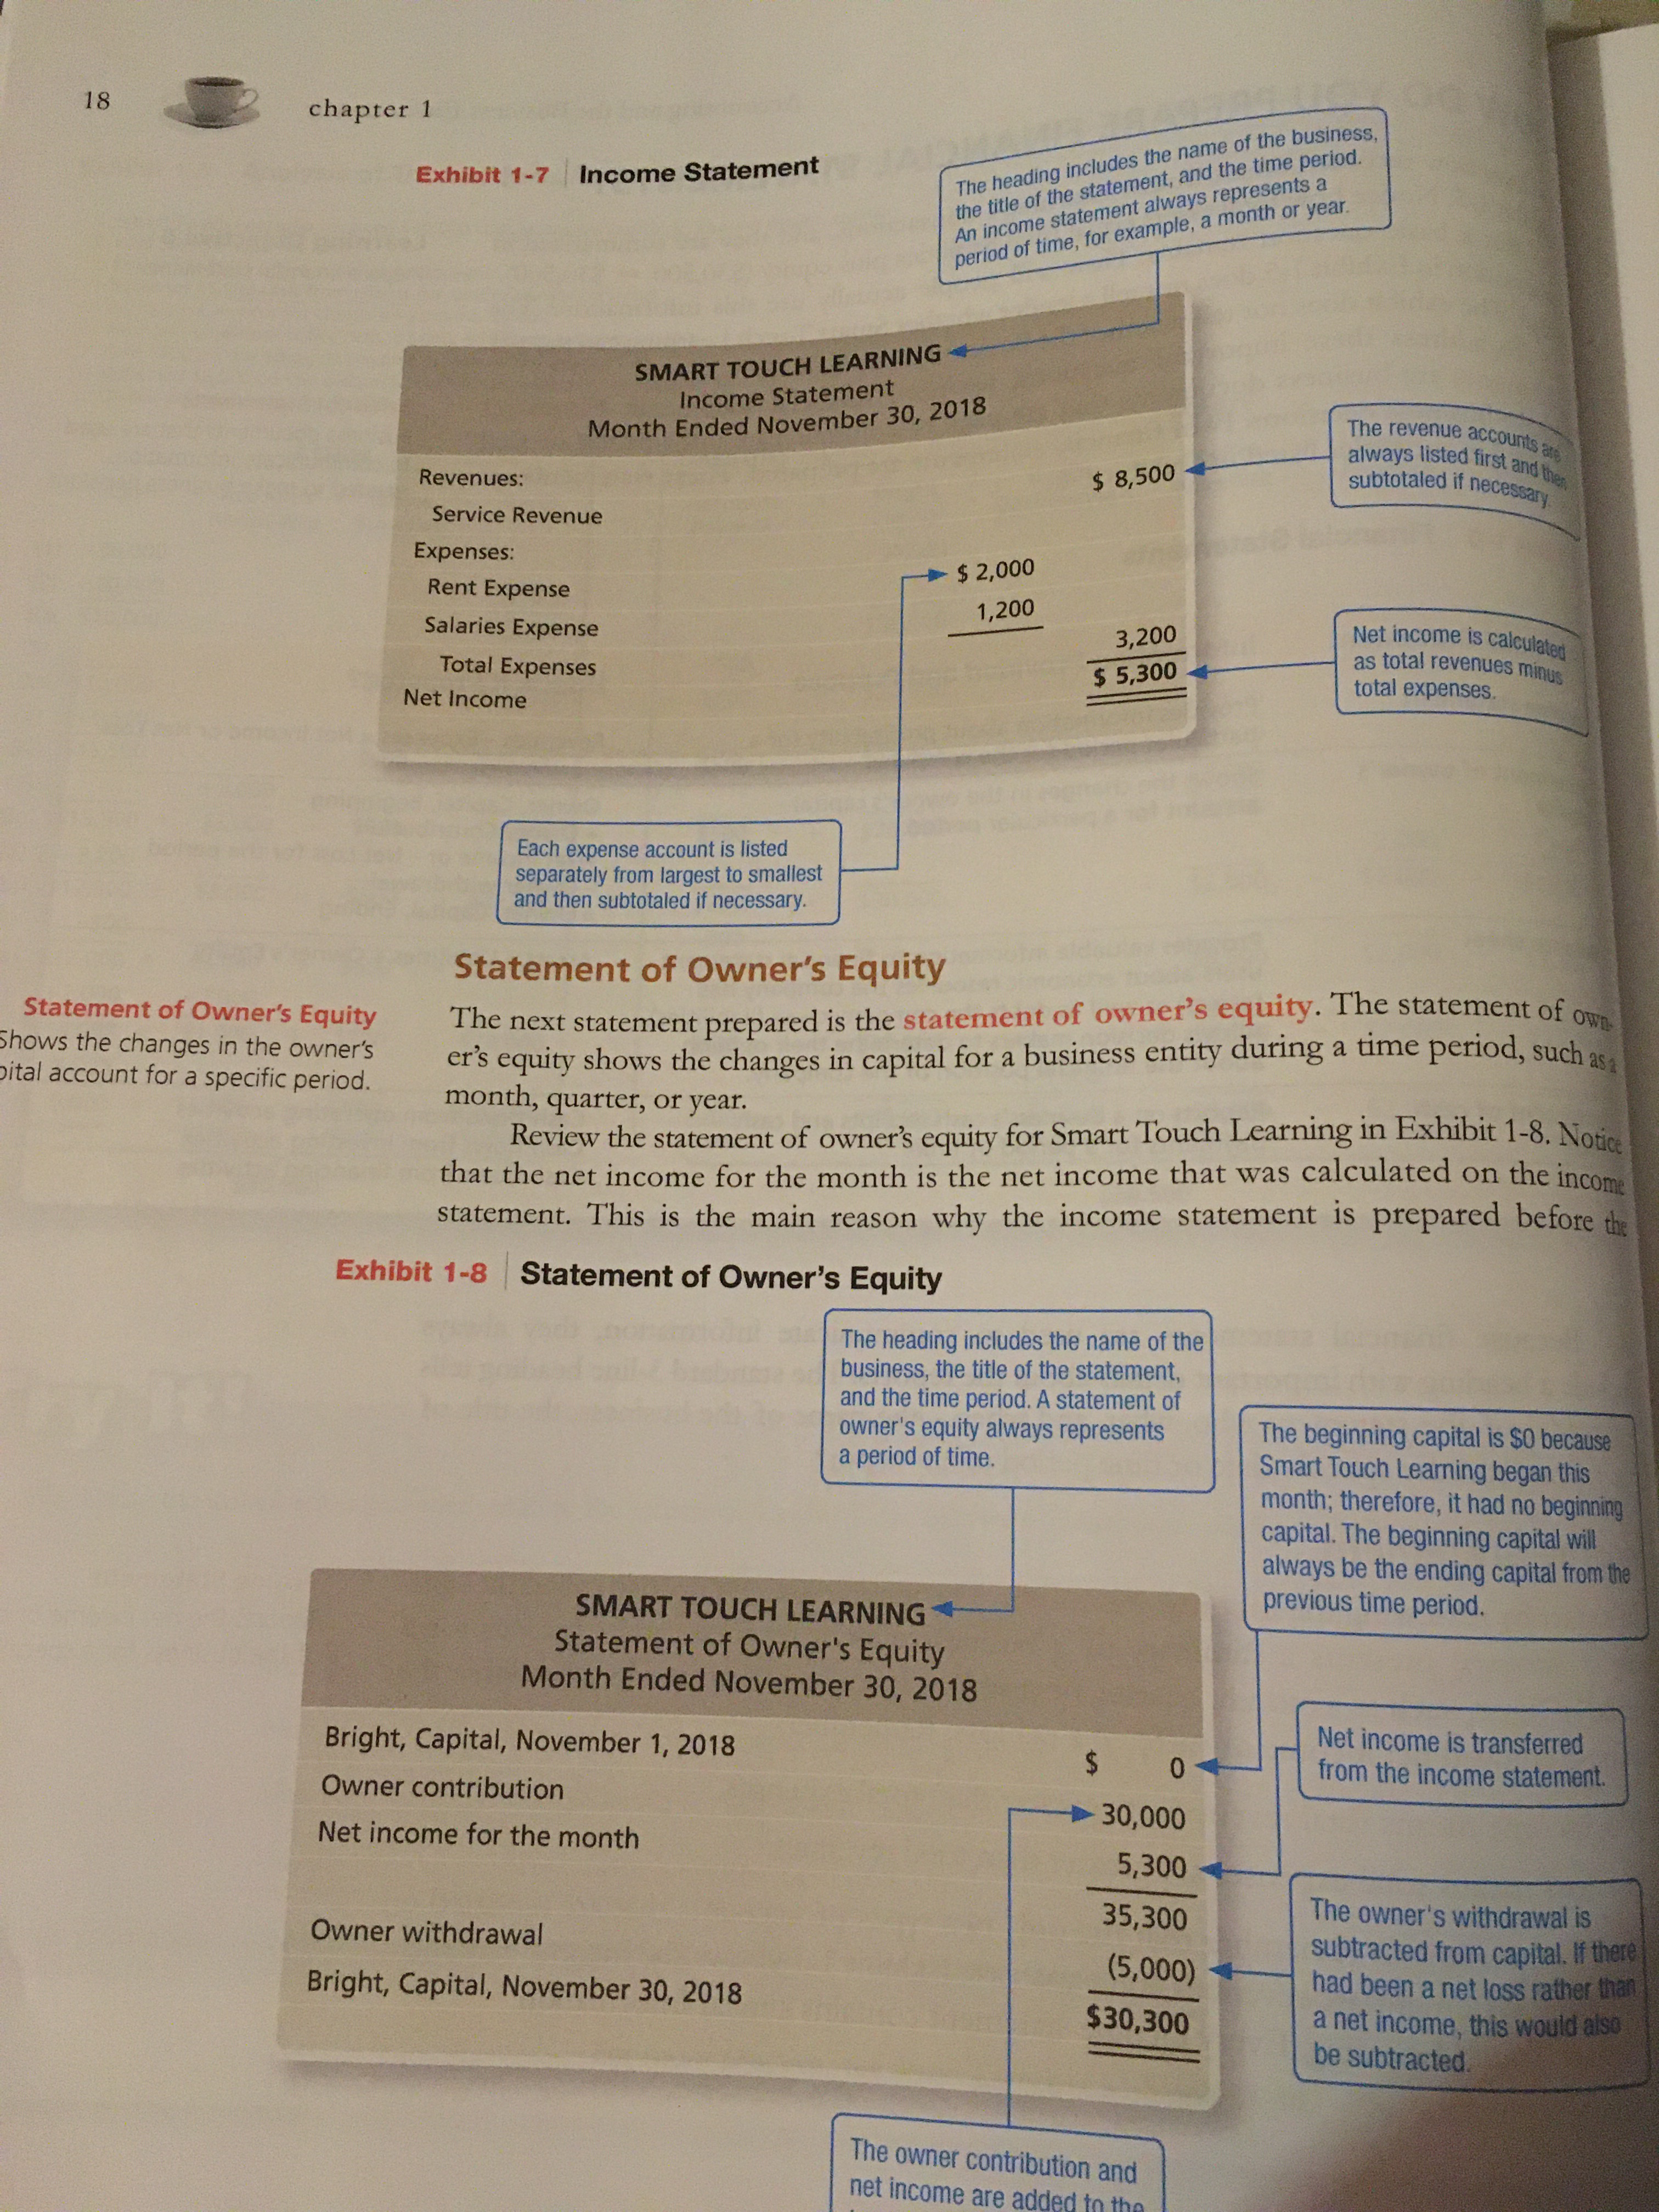 18 chapter 1
Exhibit 1-7 Income Statement
The heading includes the name of the business,
the title of the statement, and the time period.
An income statement always represents a
period of time, for example, a month or year.
SMART TOUCH LEARNING
Income Statement
Month Ended November 30, 2018
Revenues:
Service Revenue $ 8,500
Expenses:
Rent Expense $ 2,000
Salaries Expense 1,200
Total Expenses 3,200
Net Income $ 5,300
The revenue accounts are
always listed first and then
subtotaled if necessary.
Net income is calculated
as total revenues minus
total expenses.
Each expense account is listed
separately from largest to smallest
and then subtotaled if necessary.
Statement of Owner's Equity
Statement of Owner's Equity
Shows the changes in the owner's
account for a specific period.
The next statement prepared is the statement of owner's equity. The statement of own-
er's equity shows the changes in capital for a business entity during a time period, such as a
month, quarter, or year.
Review the statement of owner's equity for Smart Touch Learning in Exhibit 1-8. Notice
that the net income for the month is the net income that was calculated on the income
statement. This is the main reason why the income statement is prepared before the
Exhibit 1-8 Statement of Owner's Equity
The heading includes the name of the
business, the title of the statement,
and the time period. A statement of
owner's equity always represents
a period of time.
The beginning capital is $0 because
Smart Touch Learning began this
month; therefore, it had no beginning
capital. The beginning capital will
always be the ending capital from the
previous time period.
SMART TOUCH LEARNING
Statement of Owner's Equity
Month Ended November 30, 2018
Bright, Capital, November 1, 2018 $ 0
Owner contribution 30,000
Net income for the month 5,300
35,300
Owner withdrawal (5,000)
Bright, Capital, November 30, 2018 $30,300
Net income is transferred
from the income statement.
The owner's withdrawal is
subtracted from capital. If there
had been a net loss rather than
a net income, this would also
be subtracted.
The owner contribution and
net income are added to the